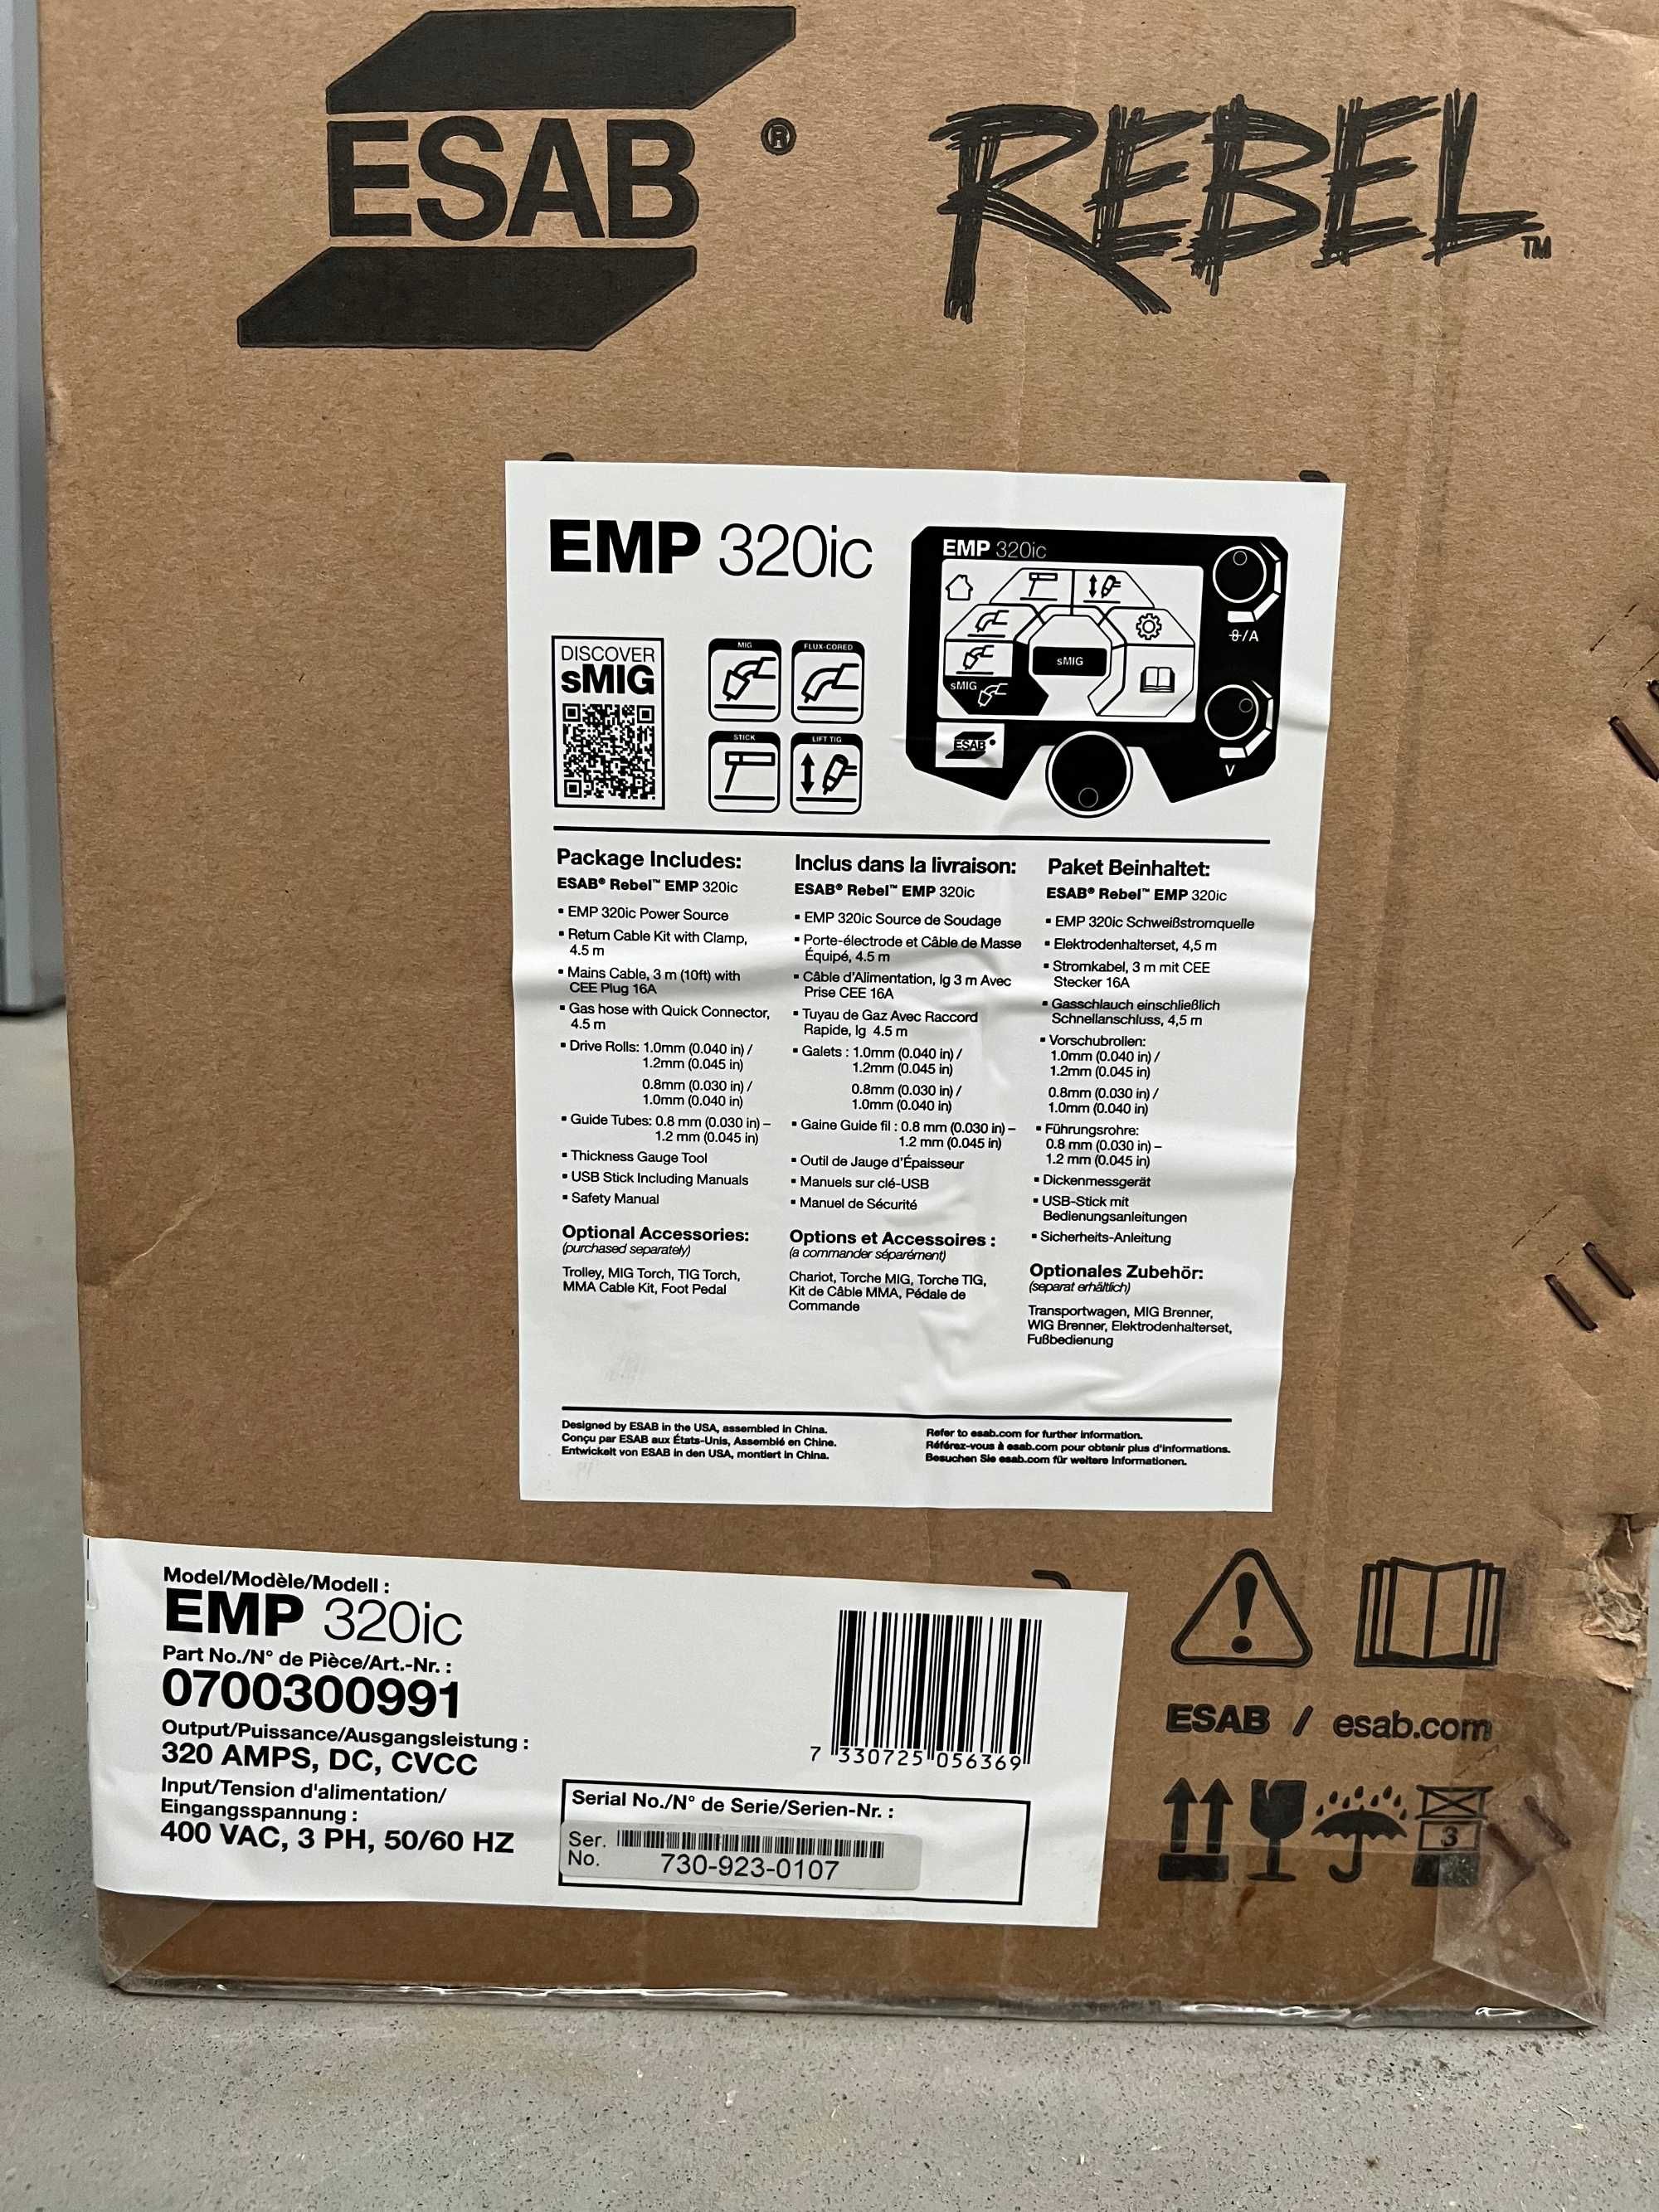 ESAB®
REBEL™
EMP 320ic
DISCOVER
sMIG
MIG
FLUX-CORED
STICK
LIFT TIG
EMP 320ic
/A
sMIG
sMIG
ESAB
V
Package Includes:
ESAB® Rebel™ EMP 320ic
▪ EMP 320ic Power Source
▪ Return Cable Kit with Clamp,
4.5 m
▪ Mains Cable, 3 m (10ft) with
CEE Plug 16A
▪ Gas hose with Quick Connector,
4.5 m
▪ Drive Rolls: 1.0mm (0.040 in) /
1.2mm (0.045 in)
0.8mm (0.030 in) /
1.0mm (0.040 in)
▪ Guide Tubes: 0.8 mm (0.030 in) –
1.2 mm (0.045 in)
▪ Thickness Gauge Tool
▪ USB Stick Including Manuals
▪ Safety Manual
Optional Accessories:
(purchased separately)
Trolley, MIG Torch, TIG Torch,
MMA Cable Kit, Foot Pedal
Inclus dans la livraison:
ESAB® Rebel™ EMP 320ic
▪ EMP 320ic Source de Soudage
▪ Porte-électrode et Câble de Masse
Équipé, 4.5 m
▪ Câble d'Alimentation, lg 3 m Avec
Prise CEE 16A
▪ Tuyau de Gaz Avec Raccord
Rapide, lg 4.5 m
▪ Galets : 1.0mm (0.040 in) /
1.2mm (0.045 in)
0.8mm (0.030 in) /
1.0mm (0.040 in)
▪ Gaine Guide fil : 0.8 mm (0.030 in) –
1.2 mm (0.045 in)
▪ Outil de Jauge d'Épaisseur
▪ Manuels sur clé-USB
▪ Manuel de Sécurité
Options et Accessoires :
(a commander séparément)
Chariot, Torche MIG, Torche TIG,
Kit de Câble MMA, Pédale de
Commande
Paket Beinhaltet:
ESAB® Rebel™ EMP 320ic
▪ EMP 320ic Schweißstromquelle
▪ Elektrodenhalterset, 4,5 m
▪ Stromkabel, 3 m mit CEE
Stecker 16A
▪ Gasschlauch einschließlich
Schnellanschluss, 4,5 m
▪ Vorschubrollen:
1.0mm (0.040 in) /
1.2mm (0.045 in)
0.8mm (0.030 in) /
1.0mm (0.040 in)
▪ Führungsrohre:
0.8 mm (0.030 in) –
1.2 mm (0.045 in)
▪ Dickenmessgerät
▪ USB-Stick mit
Bedienungsanleitungen
▪ Sicherheits-Anleitung
Optionales Zubehör:
(separat erhältlich)
Transportwagen, MIG Brenner,
WIG Brenner, Elektrodenhalterset,
Fußbedienung
Designed by ESAB in the USA, assembled in China.
Conçu par ESAB aux États-Unis, Assemblé en Chine.
Entwickelt von ESAB in den USA, montiert in China.
Refer to esab.com for further information.
Référez-vous à esab.com pour obtenir plus d'informations.
Besuchen Sie esab.com für weitere Informationen.
Model/Modèle/Modell :
EMP 320ic
Part No./N° de Pièce/Art.-Nr. :
0700300991
Output/Puissance/Ausgangsleistung :
320 AMPS, DC, CVCC
Input/Tension d'alimentation/
Eingangsspannung :
400 VAC, 3 PH, 50/60 HZ
7 330725 056369
Serial No./N° de Serie/Serien-Nr. :
Ser.
No.
730-923-0107
ESAB / esab.com
3